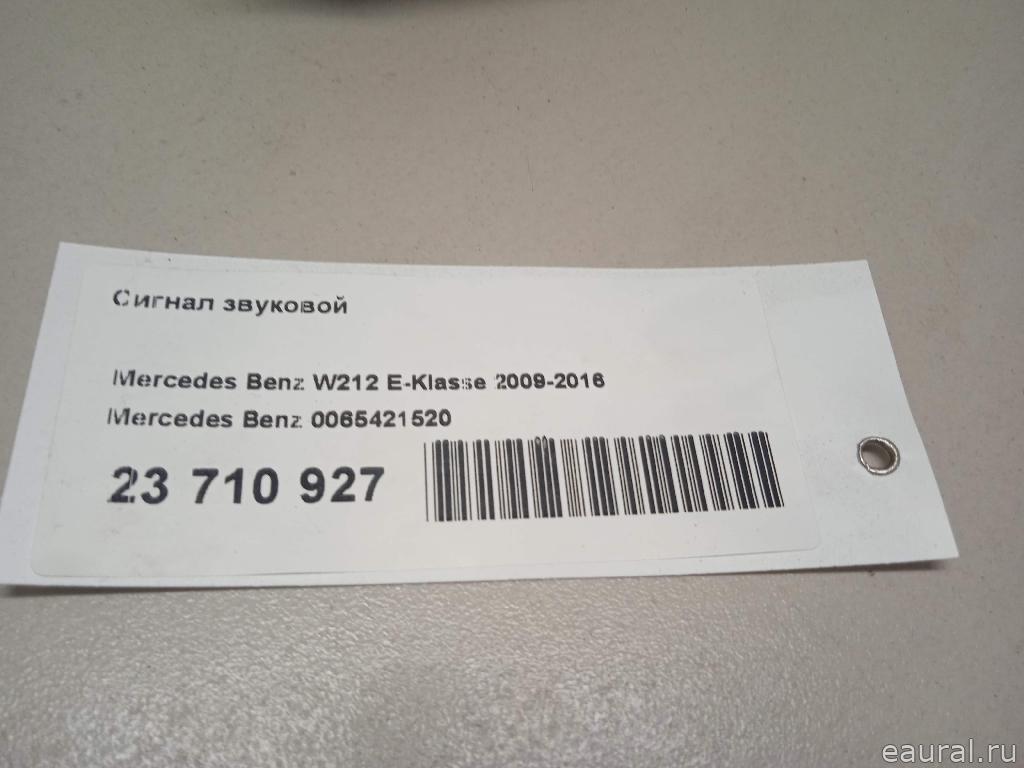 Сигнал звуковой
Mercedes Benz W212 E-Klasse 2009-2016
Mercedes Benz 0065421520
23 710 927
eaural.ru